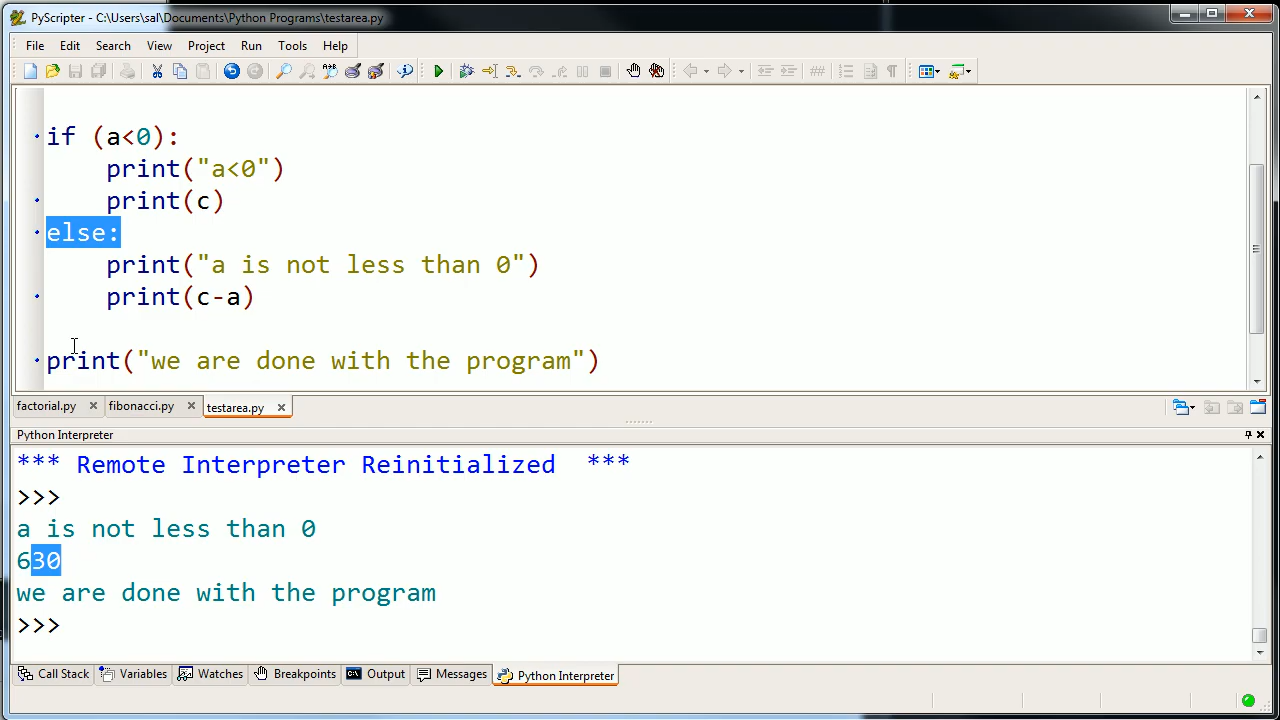 PyScripter - C:\Users\sal\Documents\Python Programs\testarea.py
File Edit Search View Project Run Tools Help
if (a<0):
    print("a<0")
    print(c)
else:
    print("a is not less than 0")
    print(c-a)
print("we are done with the program")
factorial.py fibonacci.py testarea.py
Python Interpreter
*** Remote Interpreter Reinitialized  ***
>>>
a is not less than 0
630
we are done with the program
>>>
Call Stack Variables Watches Breakpoints Output Messages Python Interpreter